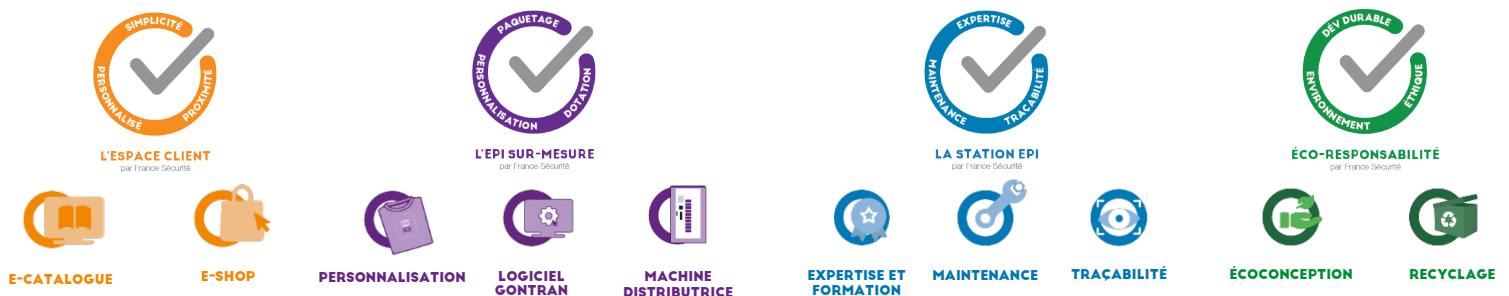 SIMPLICITÉ
PERSONNALISÉ
PROXIMITÉ
L'ESPACE CLIENT
par France Sécurité
E-CATALOGUE
E-SHOP
PAQUETAGE
PERSONNALISATION
DOTATION
L'EPI SUR-MESURE
par France Sécurité
PERSONNALISATION
LOGICIEL
GONTRAN
MACHINE
DISTRIBUTRICE
EXPERTISE
MAINTENANCE
TRAÇABILITÉ
LA STATION EPI
par France Sécurité
EXPERTISE ET
FORMATION
MAINTENANCE
TRAÇABILITÉ
DÉV DURABLE
ENVIRONNEMENT
ÉTHIQUE
ÉCO-RESPONSABILITÉ
par France Sécurité
ÉCOCONCEPTION
RECYCLAGE